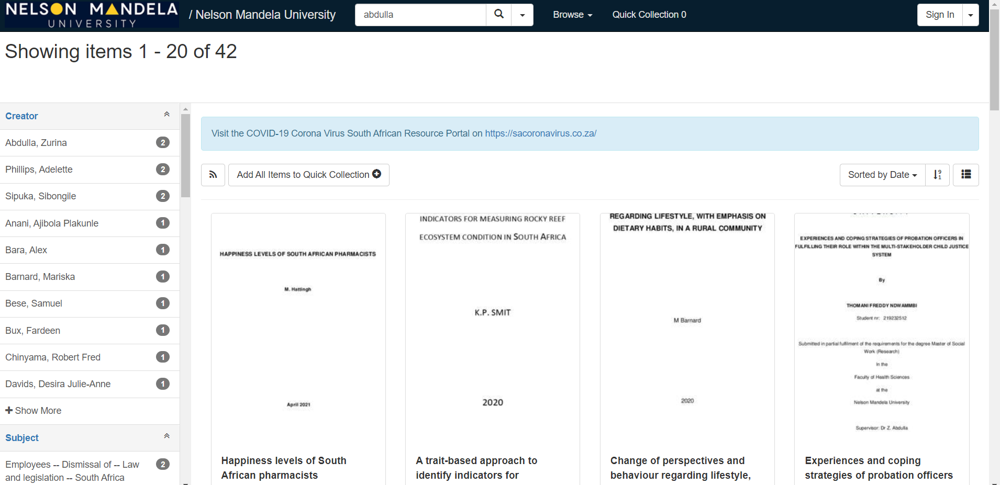 NELSON MANDELA
UNIVERSITY
/ Nelson Mandela University
abdulla
Browse
Quick Collection 0
Sign In
Showing items 1 - 20 of 42
Creator
Abdulla, Zurina 2
Phillips, Adelette 2
Sipuka, Sibongile 2
Anani, Ajibola Plakunle 1
Bara, Alex 1
Barnard, Mariska 1
Bese, Samuel 1
Bux, Fardeen 1
Chinyama, Robert Fred 1
Davids, Desira Julie-Anne 1
Show More
Subject
Employees -- Dismissal of -- Law 2
and legislation -- South Africa
Visit the COVID-19 Corona Virus South African Resource Portal on https://sacoronavirus.co.za/
Add All Items to Quick Collection
Sorted by Date
HAPPINESS LEVELS OF SOUTH AFRICAN PHARMACISTS
M. Hattingh
April 2021
Happiness levels of South
African pharmacists
INDICATORS FOR MEASURING ROCKY REEF
ECOSYSTEM CONDITION IN SOUTH AFRICA
K.P. SMIT
2020
A trait-based approach to
identify indicators for
REGARDING LIFESTYLE, WITH EMPHASIS ON
DIETARY HABITS, IN A RURAL COMMUNITY
M Barnard
2020
Change of perspectives and
behaviour regarding lifestyle,
EXPERIENCES AND COPING STRATEGIES OF PROBATION OFFICERS IN
FULFILLING THEIR ROLE WITHIN THE MULTI-STAKEHOLDER CHILD JUSTICE
SYSTEM
By
THOMANI FREDDY NDWAMMBI
Student nr: 219232512
Submitted in partial fulfilment of the requirements for the degree Master of Social
Work (Research)
in the
Faculty of Health Sciences
at the
Nelson Mandela University
Supervisor: Dr Z. Abdulla
Experiences and coping
strategies of probation officers